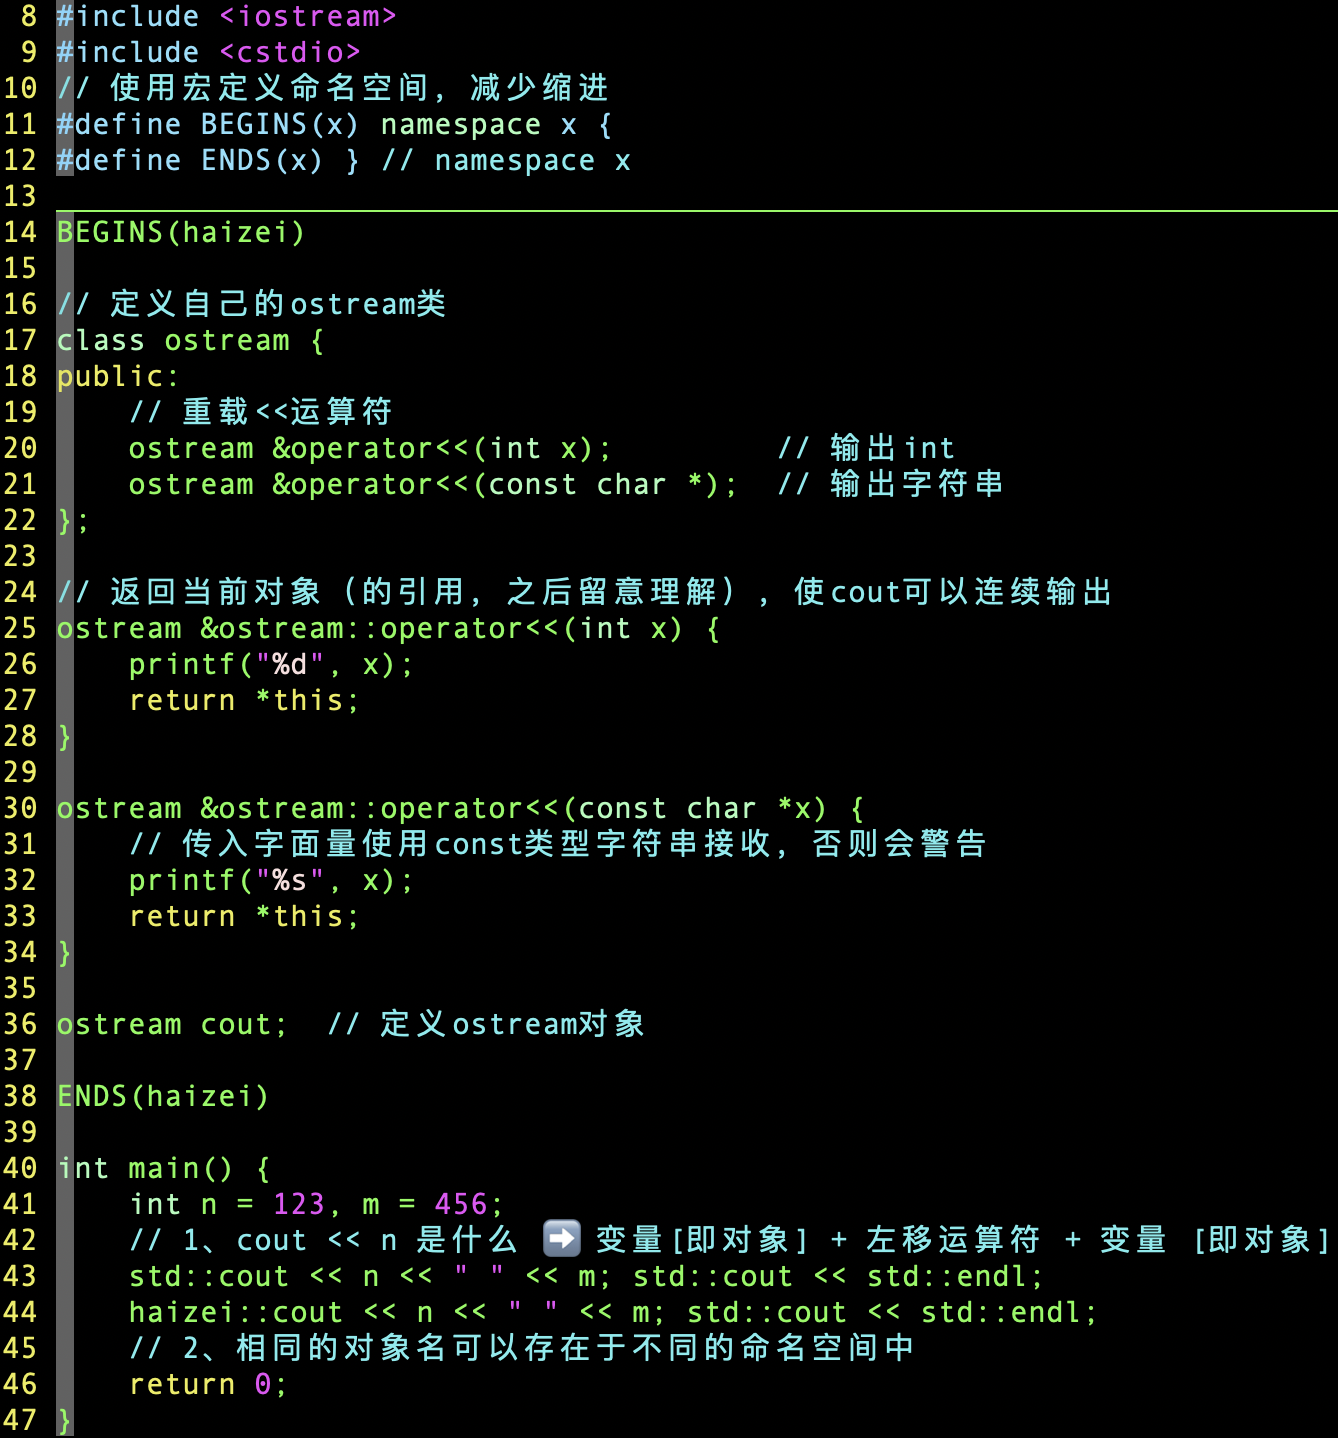 8 #include <iostream>
9 #include <cstdio>
10 // 使用宏定义命名空间，减少缩进
11 #define BEGINS(x) namespace x {
12 #define ENDS(x) } // namespace x
13
14 BEGINS(haizei)
15
16 // 定义自己的ostream类
17 class ostream {
18 public:
19     // 重载<<运算符
20     ostream &operator<<(int x);         // 输出int
21     ostream &operator<<(const char *);  // 输出字符串
22 };
23
24 // 返回当前对象（的引用，之后留意理解），使cout可以连续输出
25 ostream &ostream::operator<<(int x) {
26     printf("%d", x);
27     return *this;
28 }
29
30 ostream &ostream::operator<<(const char *x) {
31     // 传入字面量使用const类型字符串接收，否则会警告
32     printf("%s", x);
33     return *this;
34 }
35
36 ostream cout;  // 定义ostream对象
37
38 ENDS(haizei)
39
40 int main() {
41     int n = 123, m = 456;
42     // 1、cout << n 是什么 ➡️ 变量[即对象] + 左移运算符 + 变量 [即对象]
43     std::cout << n << " " << m; std::cout << std::endl;
44     haizei::cout << n << " " << m; std::cout << std::endl;
45     // 2、相同的对象名可以存在于不同的命名空间中
46     return 0;
47 }